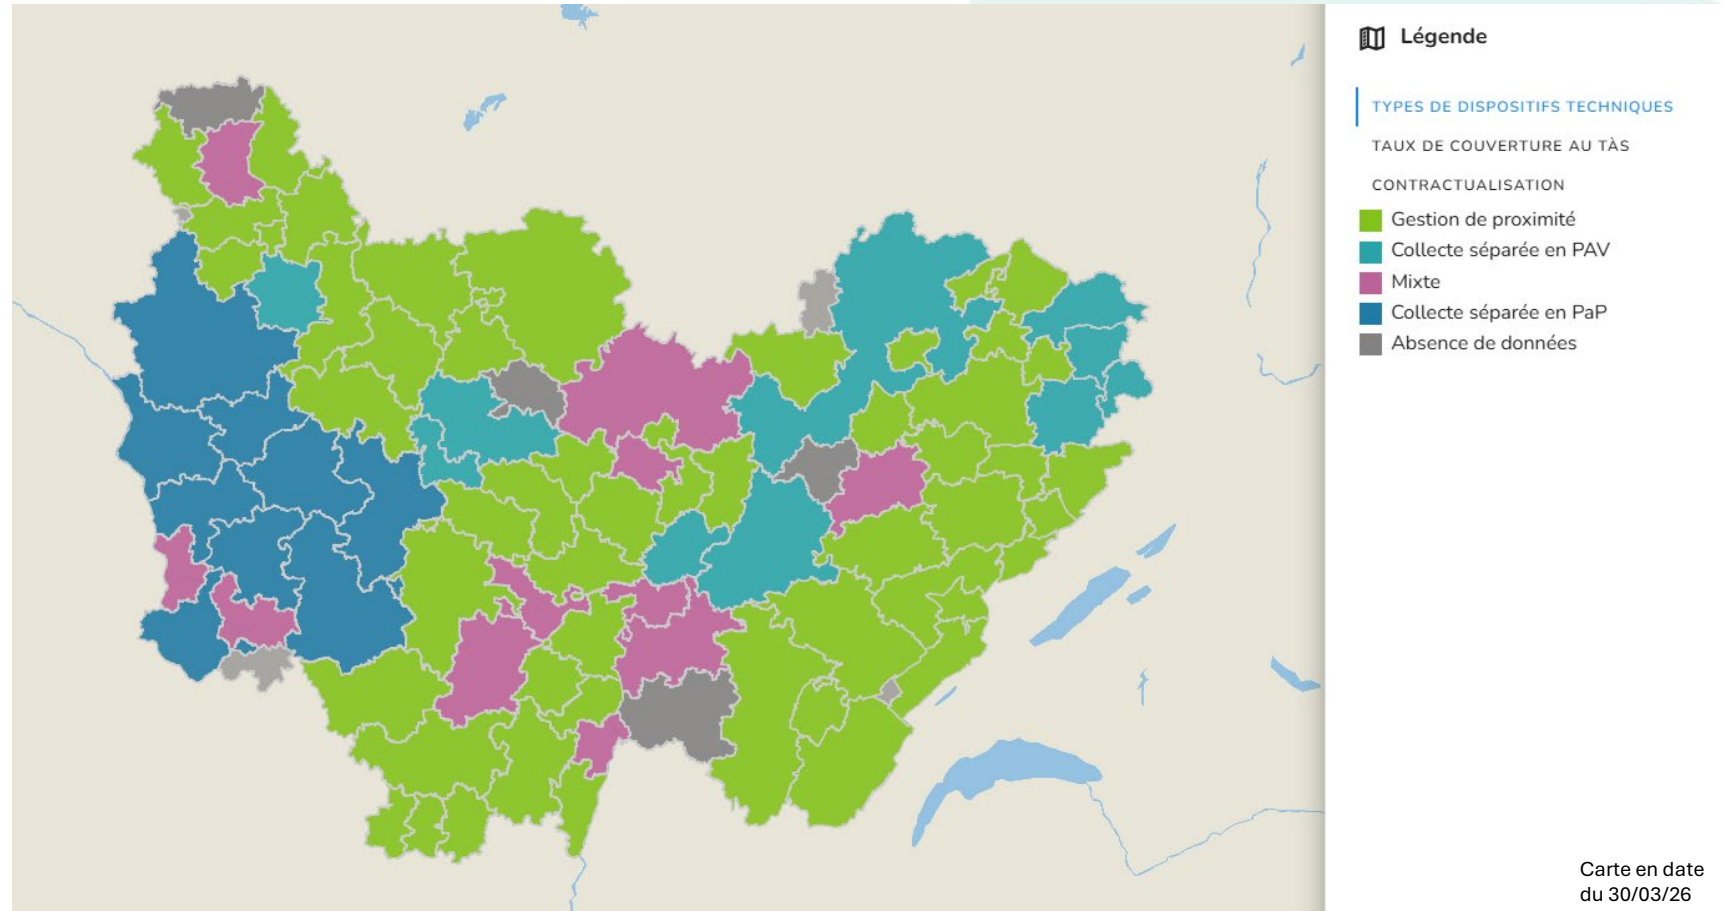 Légende
TYPES DE DISPOSITIFS TECHNIQUES
TAUX DE COUVERTURE AU TÀS
CONTRACTUALISATION
Gestion de proximité
Collecte séparée en PAV
Mixte
Collecte séparée en PaP
Absence de données
Carte en date
du 30/03/26